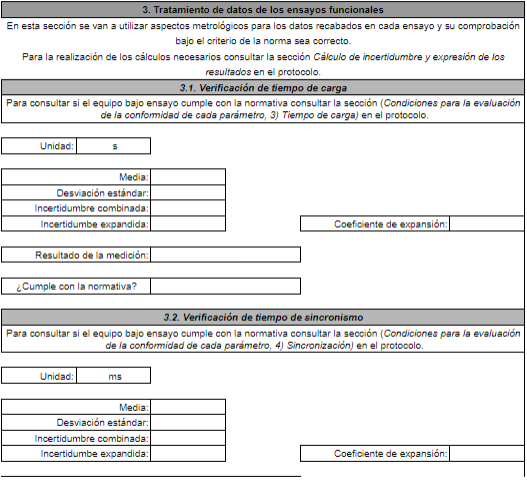 3. Tratamiento de datos de los ensayos funcionales
En esta sección se van a utilizar aspectos metrológicos para los datos recabados en cada ensayo y su comprobación
bajo el criterio de la norma sea correcto.
Para la realización de los cálculos necesarios consultar la sección Cálculo de incertidumbre y expresión de los
resultados en el protocolo.
3.1. Verificación de tiempo de carga
Para consultar si el equipo bajo ensayo cumple con la normativa consultar la sección (Condiciones para la evaluación
de la conformidad de cada parámetro, 3) Tiempo de carga) en el protocolo.
Unidad: s
Media:
Desviación estándar:
Incertidumbre combinada:
Incertidumbe expandida: Coeficiente de expansión:
Resultado de la medición:
¿Cumple con la normativa?
3.2. Verificación de tiempo de sincronismo
Para consultar si el equipo bajo ensayo cumple con la normativa consultar la sección (Condiciones para la evaluación
de la conformidad de cada parámetro, 4) Sincronización) en el protocolo.
Unidad: ms
Media:
Desviación estándar:
Incertidumbre combinada:
Incertidumbe expandida: Coeficiente de expansión: